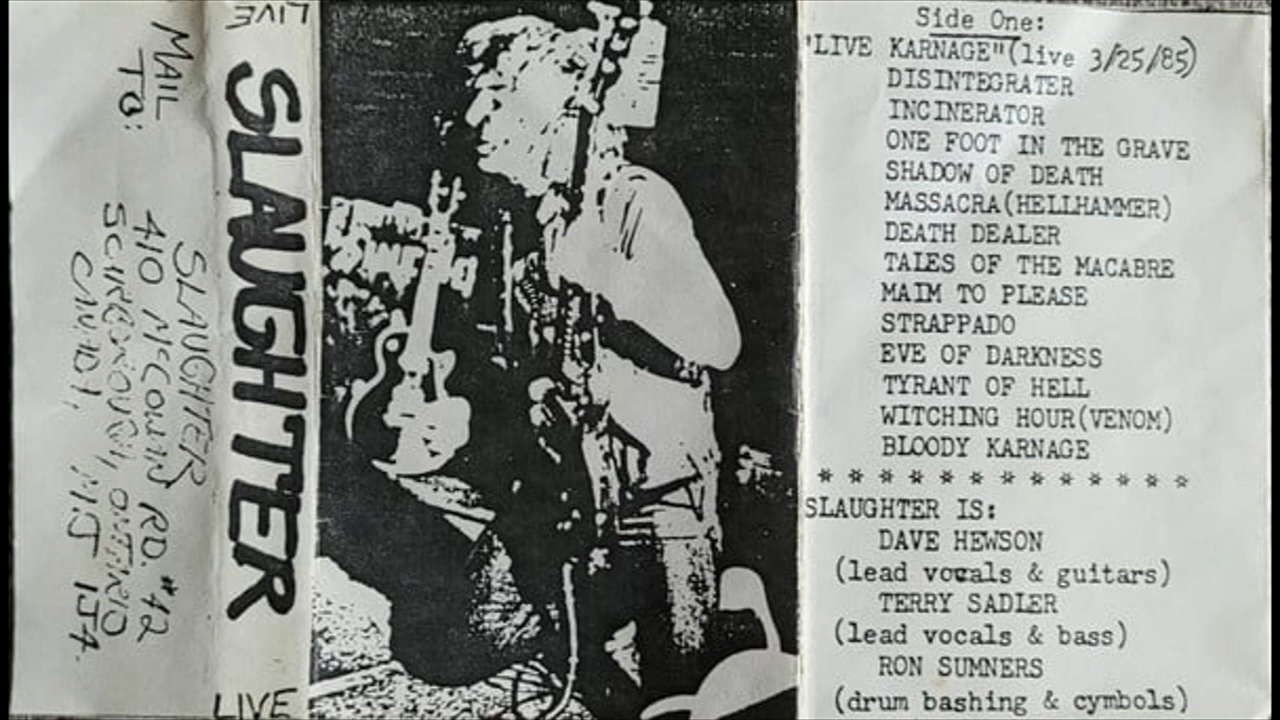 MAIL
TO:
SLAUGHTER
410 McCOWAN RD. #42
SCARBOROUGH, ONTARIO
CANADA, M1J 1J4
LIVE
SLAUGHTER
LIVE
Side One:
"LIVE KARNAGE"(live 3/25/85)
DISINTEGRATER
INCINERATOR
ONE FOOT IN THE GRAVE
SHADOW OF DEATH
MASSACRA(HELLHAMMER)
DEATH DEALER
TALES OF THE MACABRE
MAIM TO PLEASE
STRAPPADO
EVE OF DARKNESS
TYRANT OF HELL
WITCHING HOUR(VENOM)
BLOODY KARNAGE
* * * * * * * * * * * * *
SLAUGHTER IS:
DAVE HEWSON
(lead vocals & guitars)
TERRY SADLER
(lead vocals & bass)
RON SUMNERS
(drum bashing & cymbols)